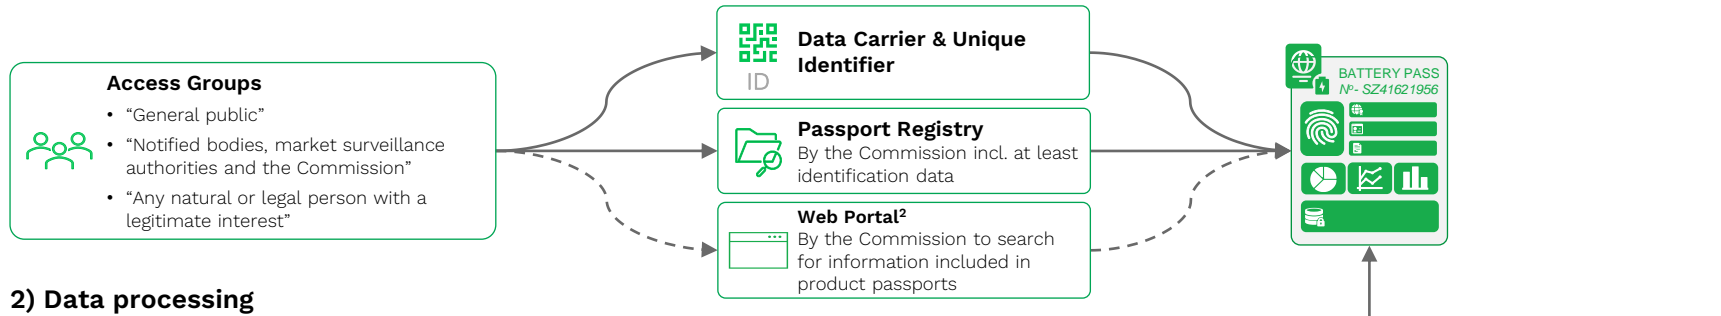 Access Groups
• “General public”
• “Notified bodies, market surveillance
authorities and the Commission”
• “Any natural or legal person with a
legitimate interest”
ID
Data Carrier & Unique
Identifier
Passport Registry
By the Commission incl. at least
identification data
Web Portal²
By the Commission to search
for information included in
product passports
BATTERY PASS
Nº- SZ41621956
2) Data processing